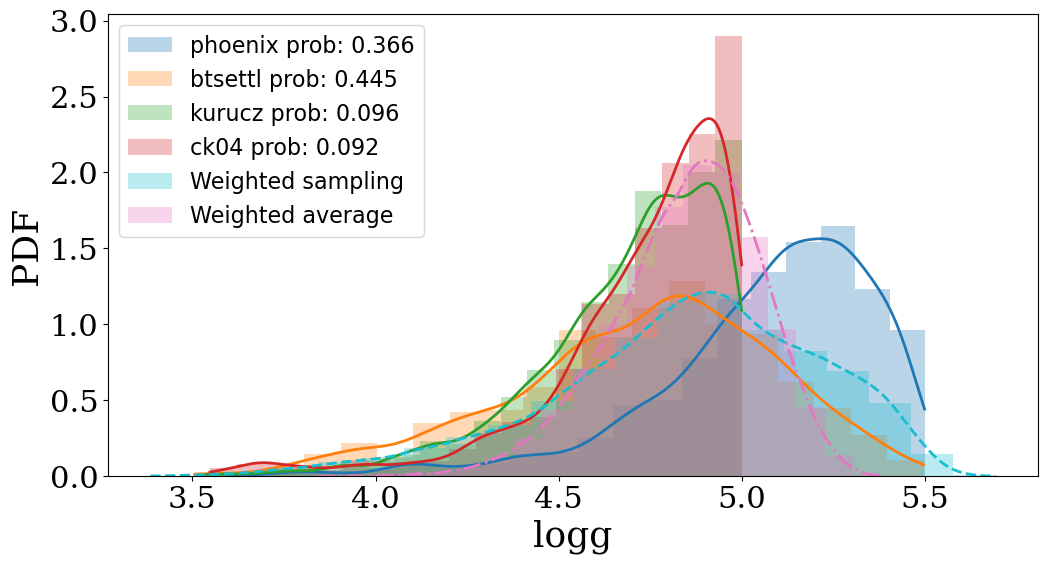 3.0
2.5
2.0
1.5
1.0
0.5
0.0
PDF
phoenix prob: 0.366
btsettl prob: 0.445
kurucz prob: 0.096
ck04 prob: 0.092
Weighted sampling
Weighted average
3.5 4.0 4.5 5.0 5.5
logg